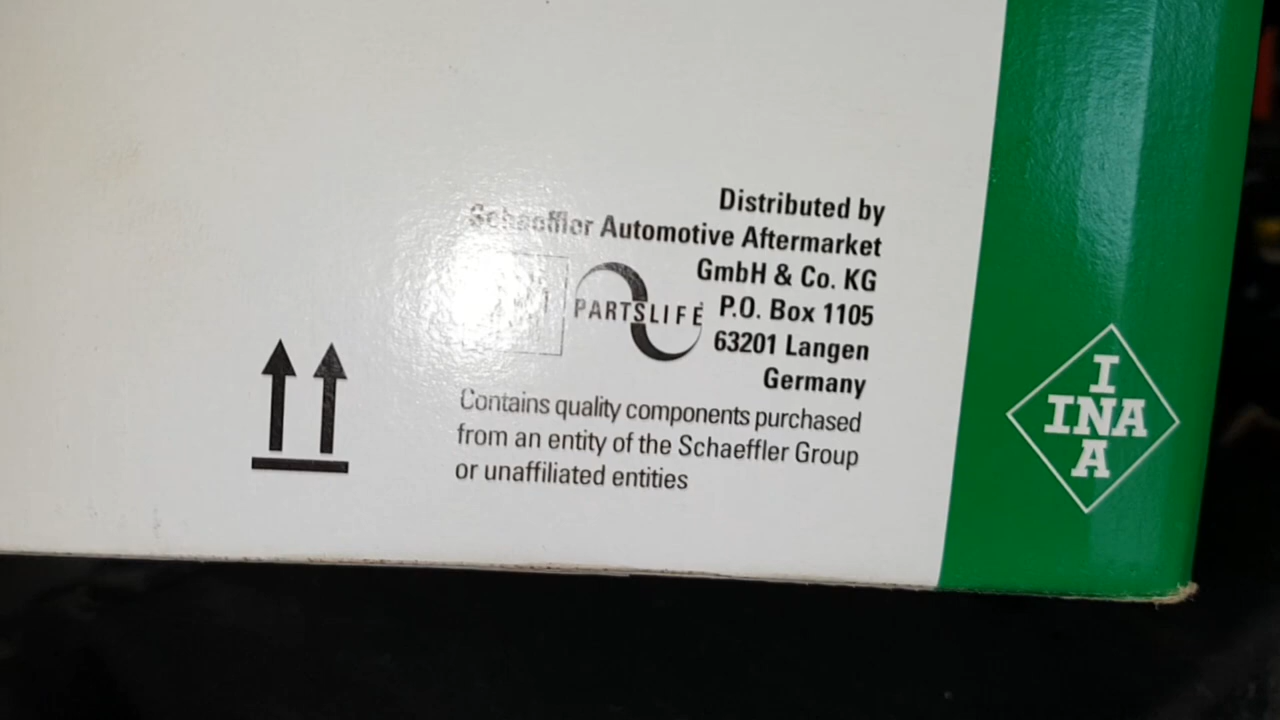 Distributed by
Schaeffler Automotive Aftermarket
GmbH & Co. KG
PARTSLIFE
P.O. Box 1105
63201 Langen
Germany
Contains quality components purchased
from an entity of the Schaeffler Group
or unaffiliated entities
I
INA
A